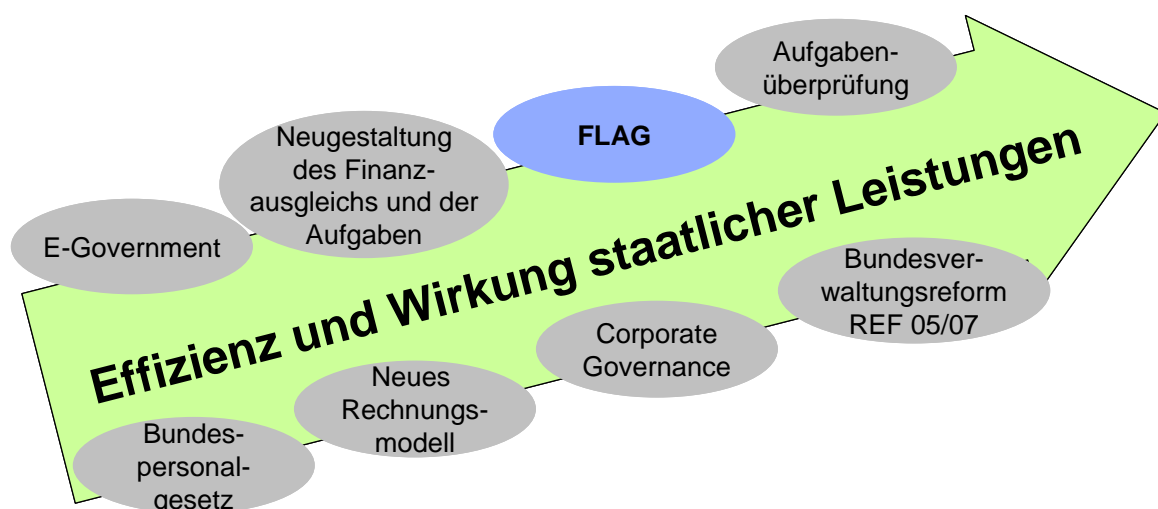 Aufgaben-
überprüfung
FLAG
Neugestaltung
des Finanz-
ausgleichs und der
Aufgaben
E-Government
Effizienz und Wirkung staatlicher Leistungen
Bundesver-
waltungsreform
REF 05/07
Corporate
Governance
Neues
Rechnungs-
modell
Bundes-
personal-
gesetz